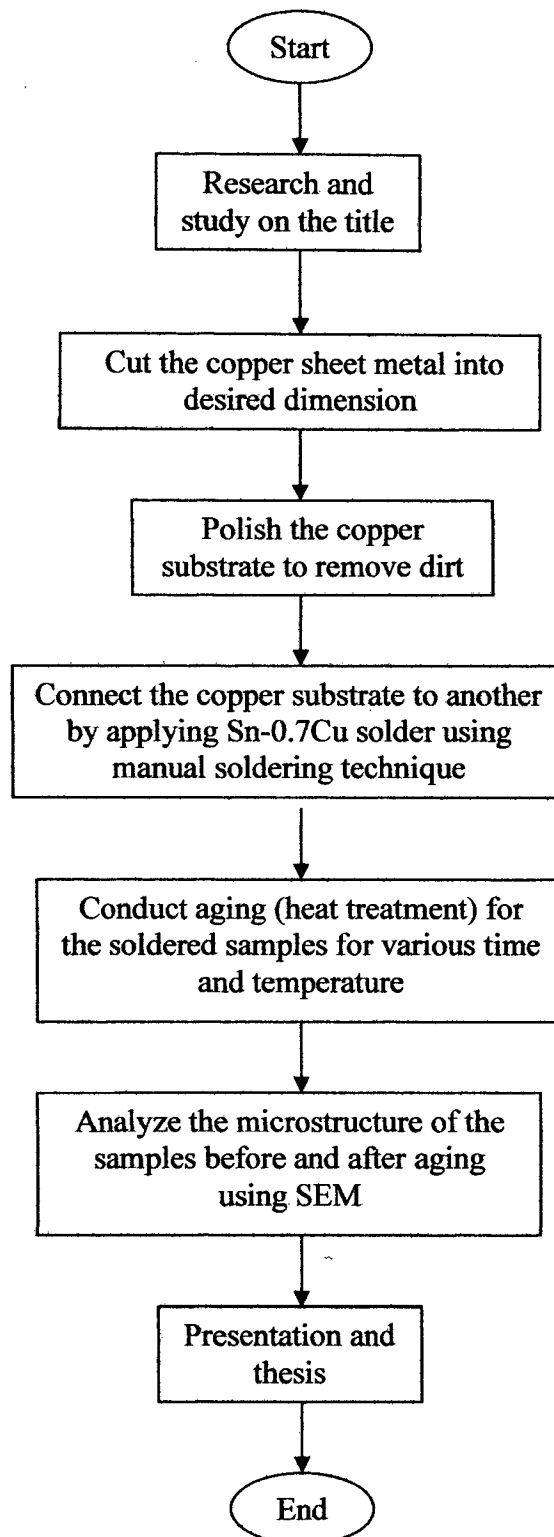 Start
Research and
study on the title
Cut the copper sheet metal into
desired dimension
Polish the copper
substrate to remove dirt
Connect the copper substrate to another
by applying Sn-0.7Cu solder using
manual soldering technique
Conduct aging (heat treatment) for
the soldered samples for various time
and temperature
Analyze the microstructure of the
samples before and after aging
using SEM
Presentation and
thesis
End